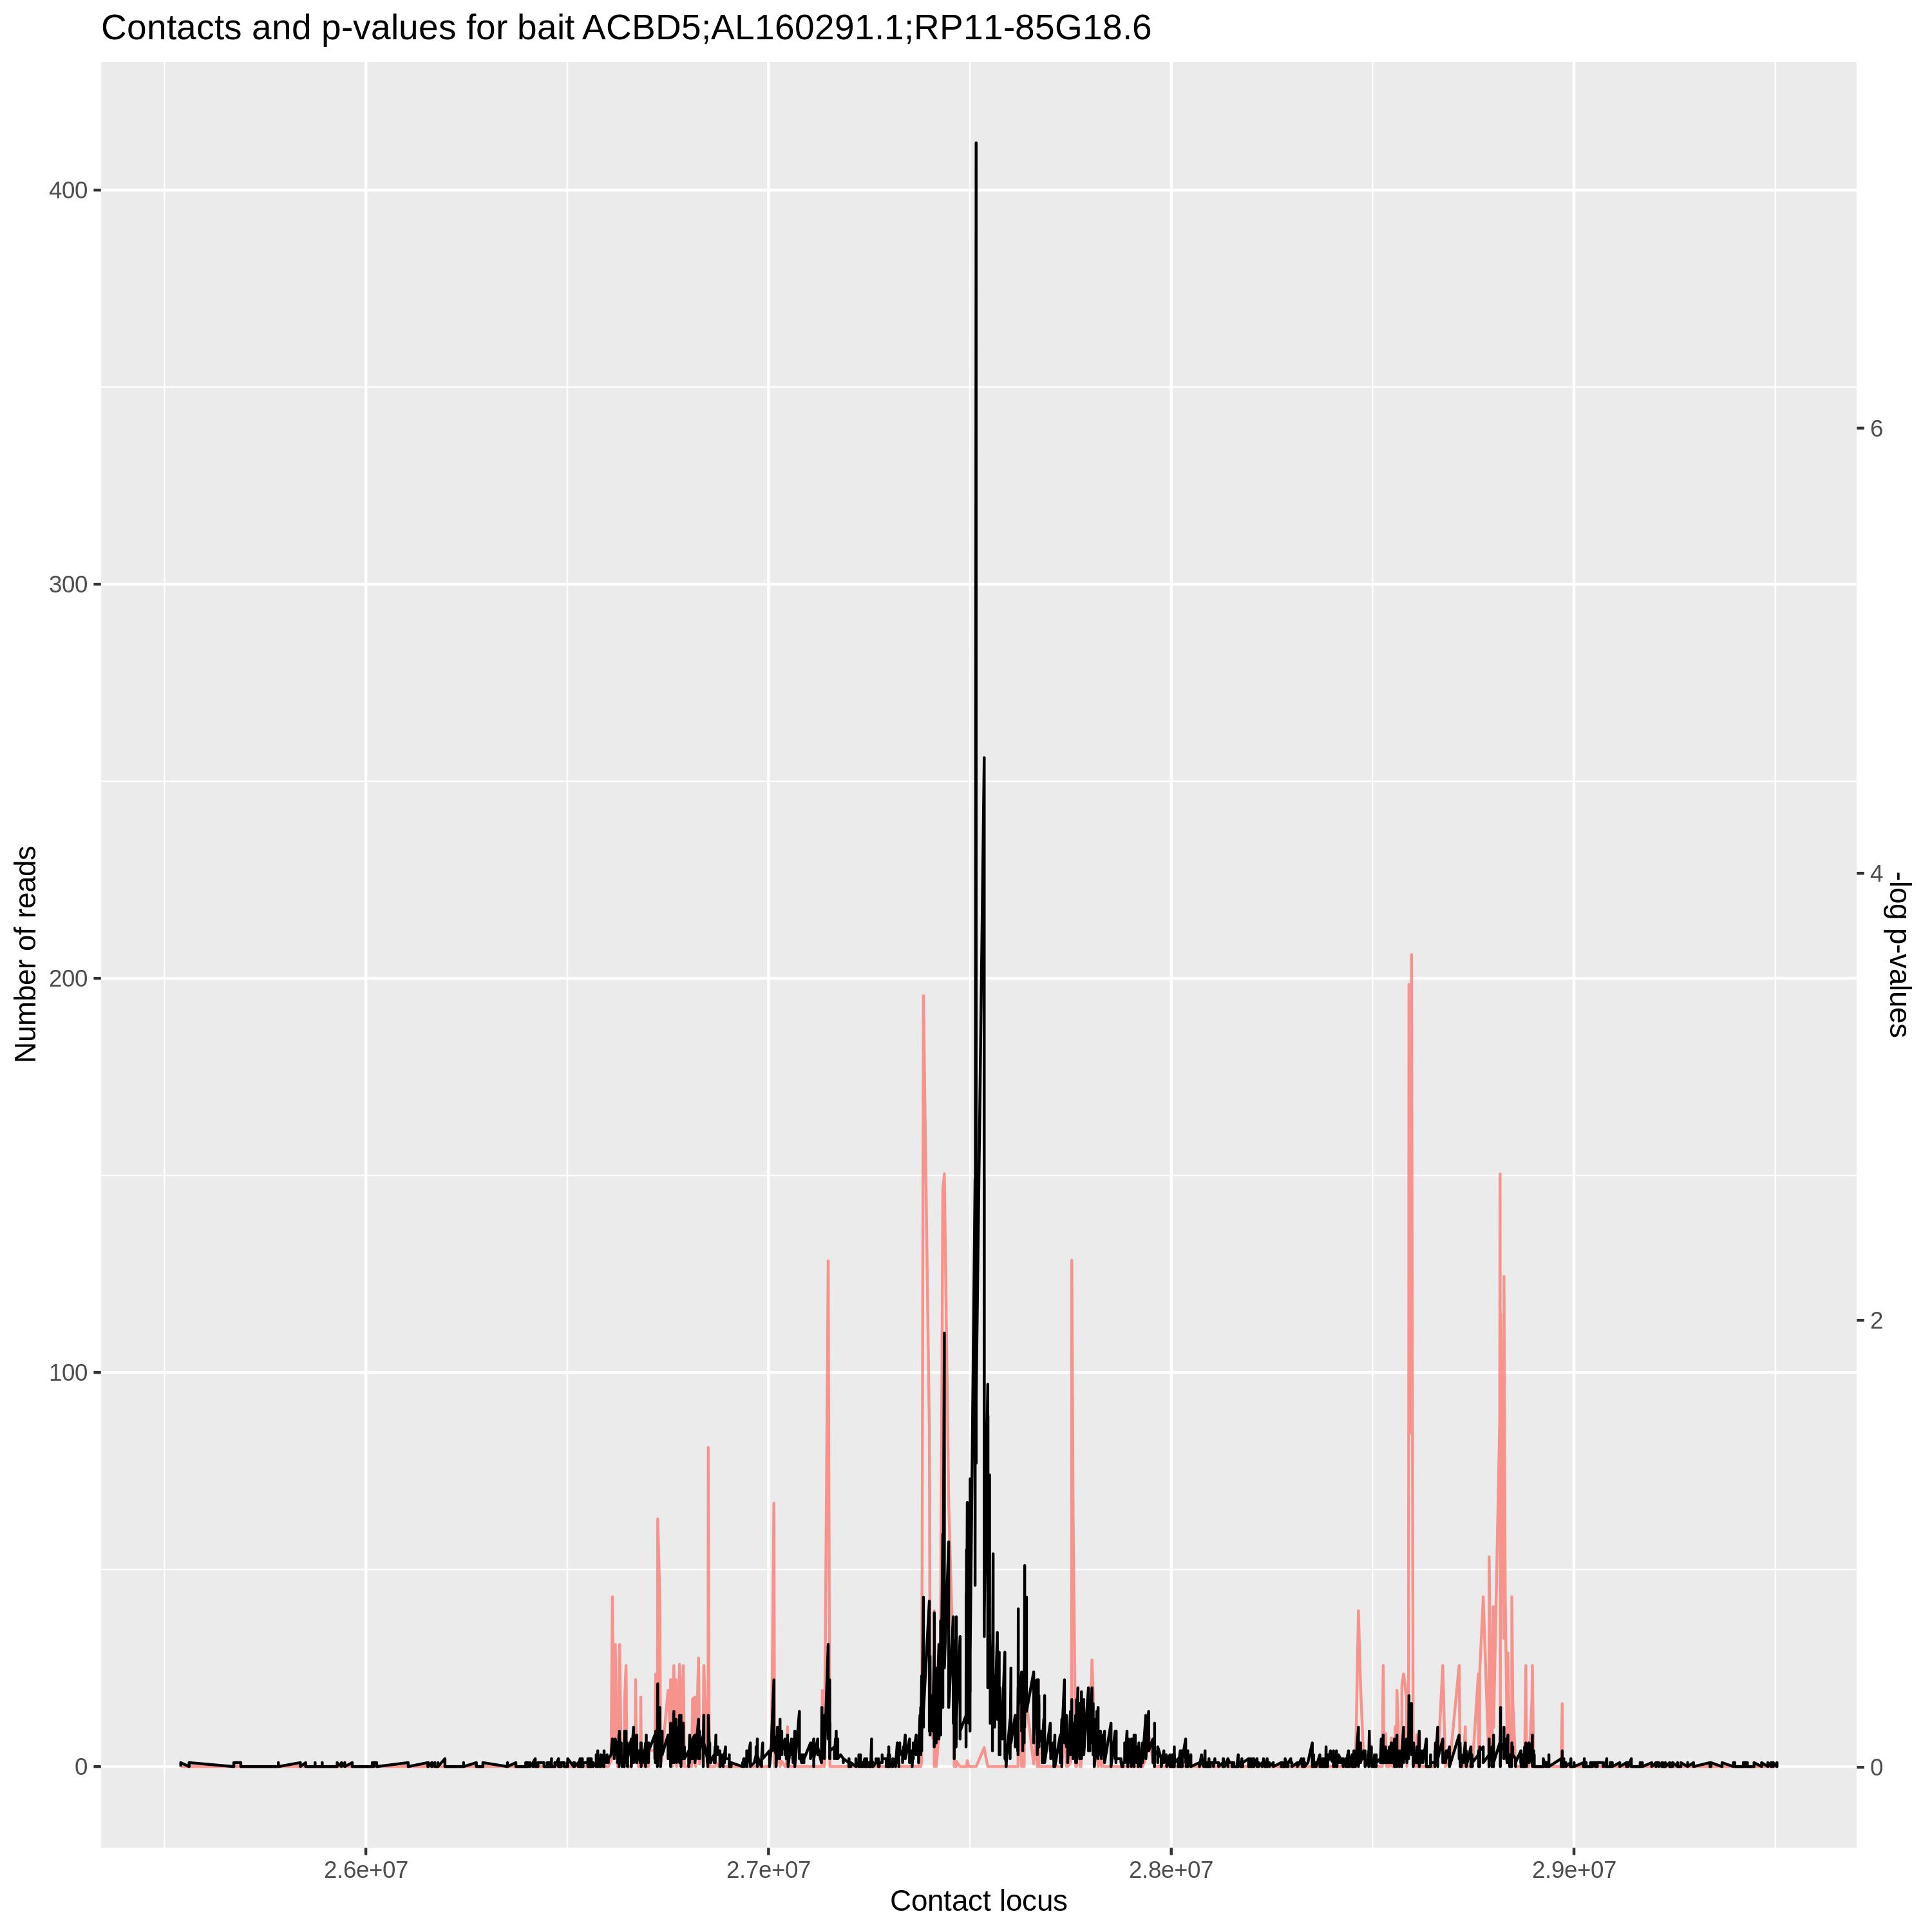 Contacts and p-values for bait ACBD5;AL160291.1;RP11-85G18.6
400
300
200
100
0
Number of reads
6
4
2
0
-log p-values
2.6e+07
2.7e+07
2.8e+07
2.9e+07
Contact locus